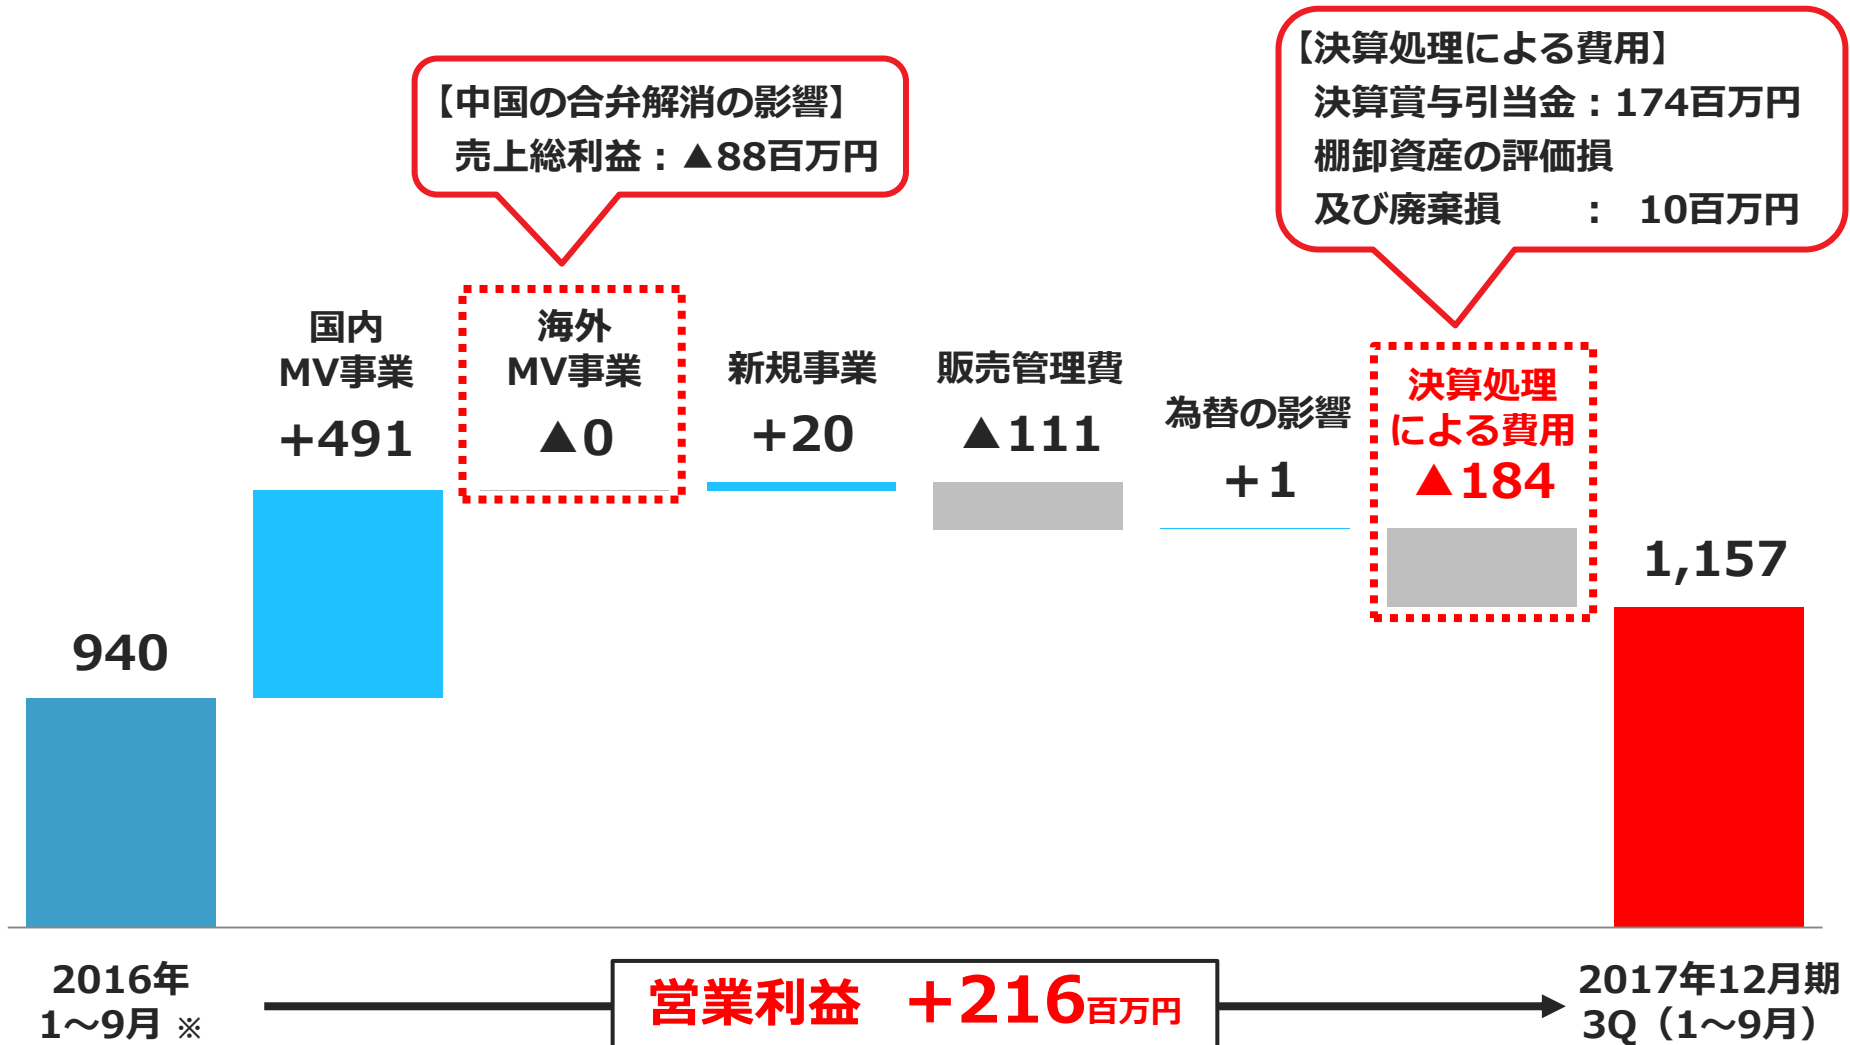 【決算処理による費用】
決算賞与引当金：174百万円
棚卸資産の評価損
及び廃棄損　　： 10百万円
【中国の合弁解消の影響】
売上総利益：▲88百万円
国内
MV事業
+491
海外
MV事業
▲0
新規事業
+20
販売管理費
▲111
為替の影響
+1
決算処理
による費用
▲184
1,157
940
2016年
1～9月 ※
営業利益　+216百万円
2017年12月期
3Q（1～9月）